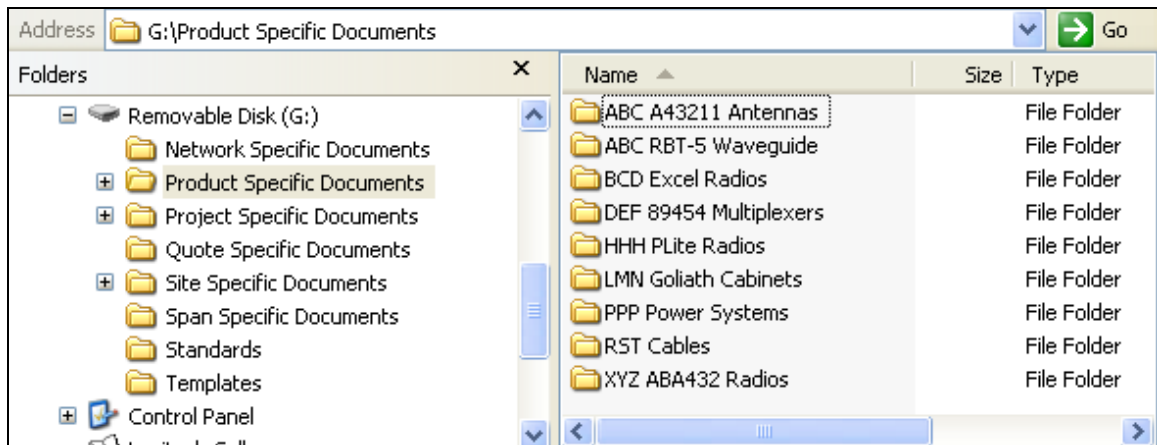 Address G:\Product Specific Documents Go
Folders
Removable Disk (G:)
Network Specific Documents
Product Specific Documents
Project Specific Documents
Quote Specific Documents
Site Specific Documents
Span Specific Documents
Standards
Templates
Control Panel
Name Size Type
ABC A43211 Antennas File Folder
ABC RBT-5 Waveguide File Folder
BCD Excel Radios File Folder
DEF 89454 Multiplexers File Folder
HHH PLite Radios File Folder
LMN Goliath Cabinets File Folder
PPP Power Systems File Folder
RST Cables File Folder
XYZ ABA432 Radios File Folder